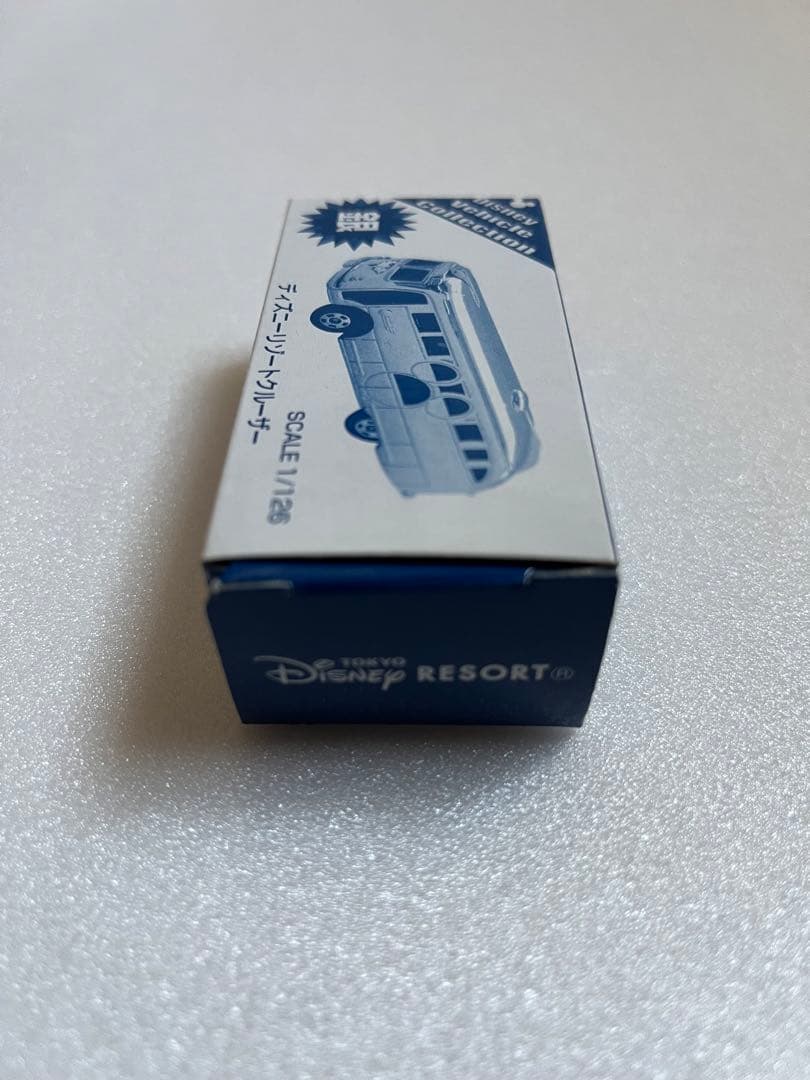 銀
Disney
Vehicle
Collection
ディズニーリゾートクルーザー
SCALE 1/126
TOKYO
Disney RESORT®